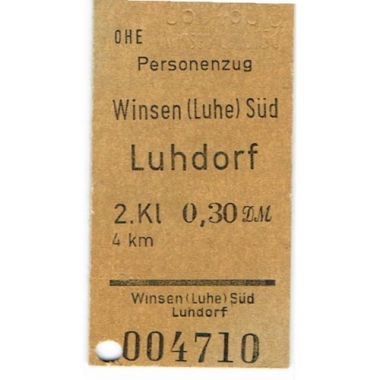 OHE
Personenzug
Winsen (Luhe) Süd
Luhdorf
2.Kl 0,30 DM
4 km
Winsen (Luhe) Süd
Luhdorf
004710